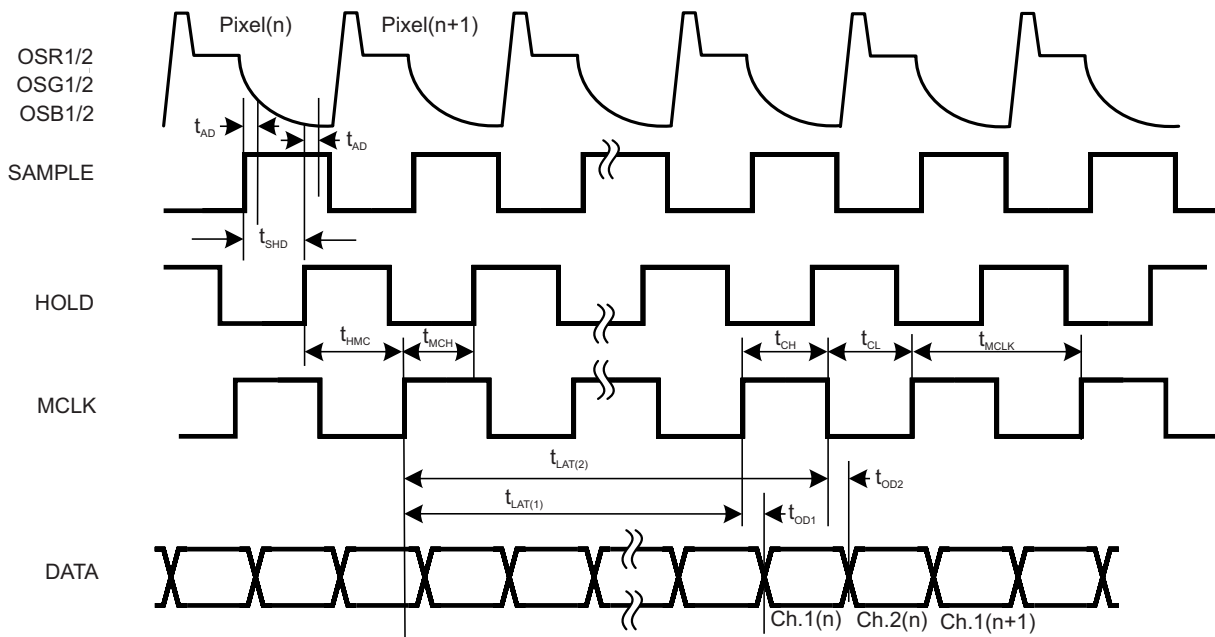 Pixel(n) Pixel(n+1)
OSR1/2
OSG1/2
OSB1/2
tAD tAD
SAMPLE
tSHD
HOLD
tHMC tMCH tCH tCL tMCLK
MCLK
tLAT(2) tOD2
tLAT(1) tOD1
DATA
Ch.1(n) Ch.2(n) Ch.1(n+1)